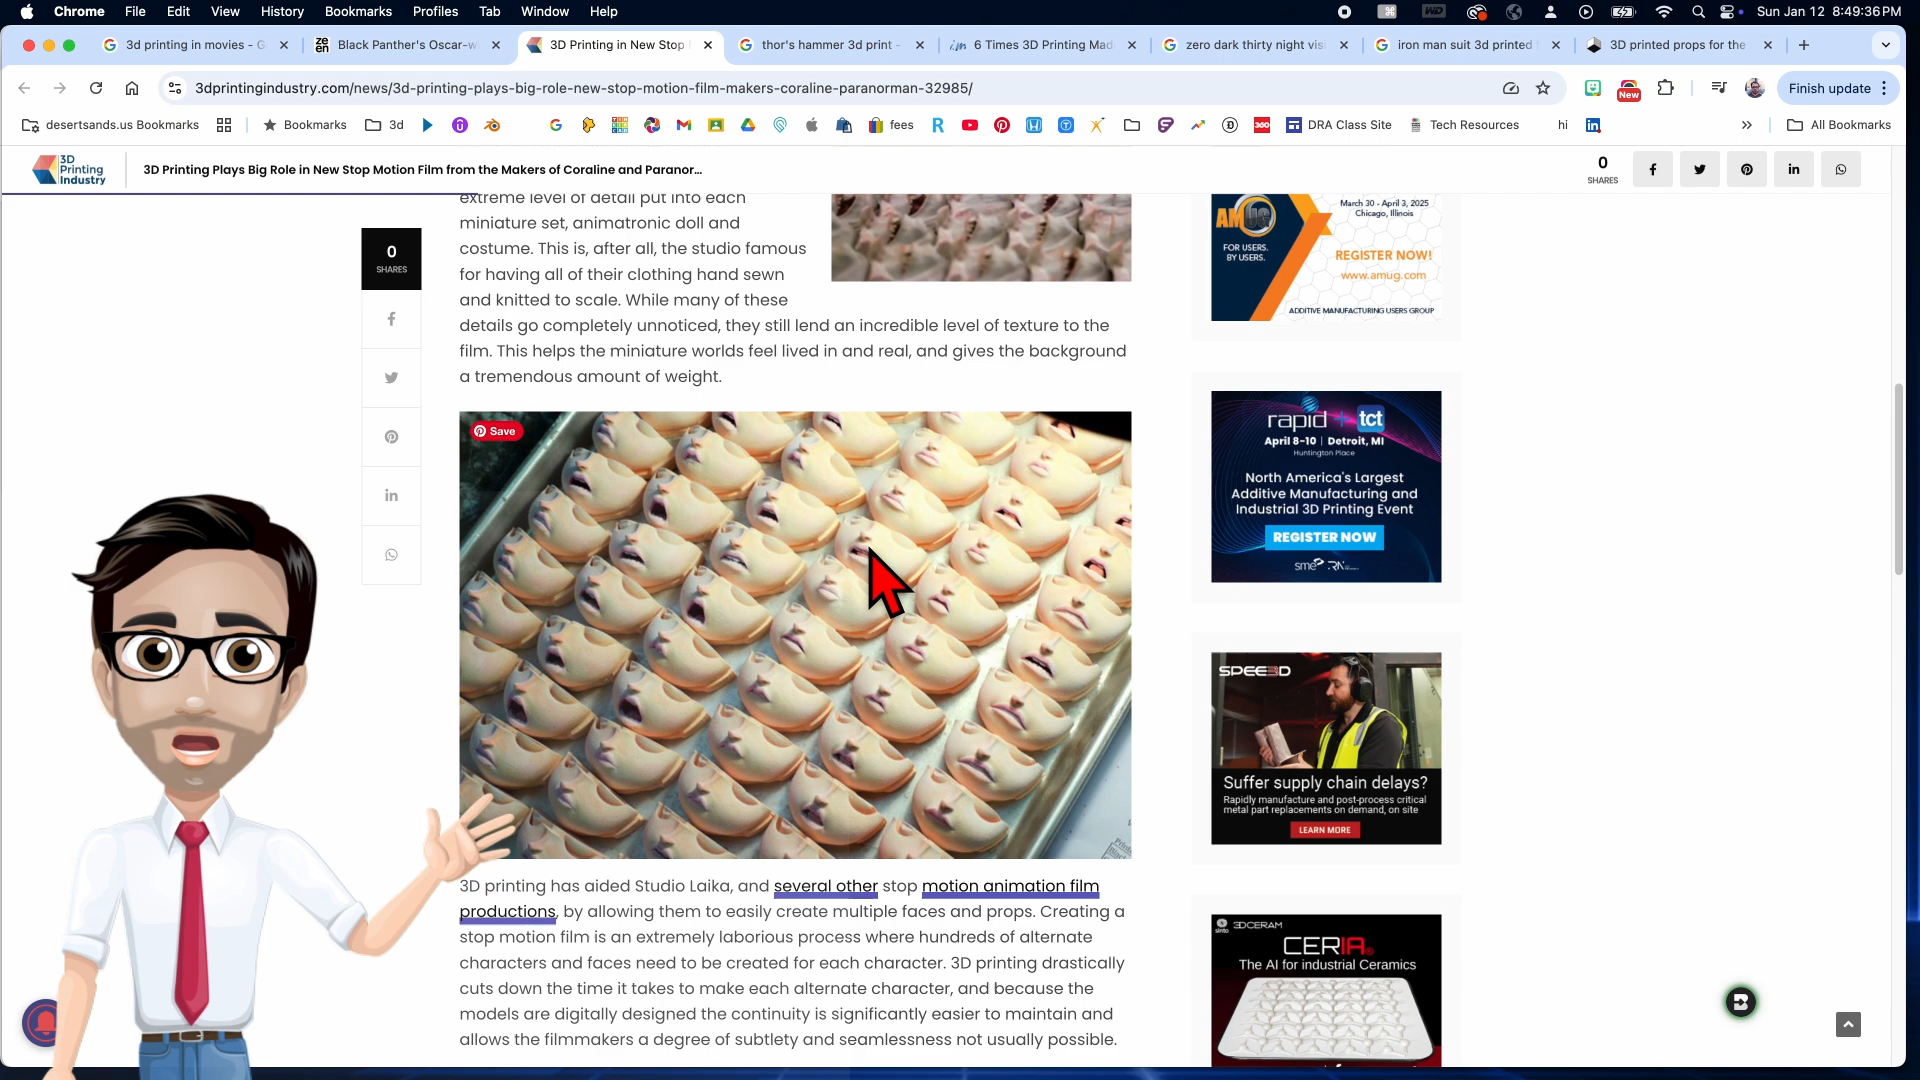 Chrome File Edit View History Bookmarks Profiles Tab Window Help
Sun Jan 12 8:49:36 PM
3d printing in movies - G
Black Panther's Oscar-w
3D Printing in New Stop
thor's hammer 3d print -
6 Times 3D Printing Mad
zero dark thirty night visi
iron man suit 3d printed
3D printed props for the
3dprintingindustry.com/news/3d-printing-plays-big-role-new-stop-motion-film-makers-coraline-paranorman-32985/
New
Finish update
desertsands.us Bookmarks
Bookmarks
3d
fees
DRA Class Site
Tech Resources
hi
All Bookmarks
3D
Printing
Industry
3D Printing Plays Big Role in New Stop Motion Film from the Makers of Coraline and Paranor...
0
SHARES
0
SHARES
extreme level of detail put into each
miniature set, animatronic doll and
costume. This is, after all, the studio famous
for having all of their clothing hand sewn
and knitted to scale. While many of these
details go completely unnoticed, they still lend an incredible level of texture to the
film. This helps the miniature worlds feel lived in and real, and gives the background
a tremendous amount of weight.
Save
3D printing has aided Studio Laika, and several other stop motion animation film
productions, by allowing them to easily create multiple faces and props. Creating a
stop motion film is an extremely laborious process where hundreds of alternate
characters and faces need to be created for each character. 3D printing drastically
cuts down the time it takes to make each alternate character, and because the
models are digitally designed the continuity is significantly easier to maintain and
allows the filmmakers a degree of subtlety and seamlessness not usually possible.
AMUG
FOR USERS.
BY USERS.
March 30 - April 3, 2025
Chicago, Illinois
REGISTER NOW!
www.amug.com
ADDITIVE MANUFACTURING USERS GROUP
rapid + tct
April 8-10 | Detroit, MI
Huntington Place
North America's Largest
Additive Manufacturing and
Industrial 3D Printing Event
REGISTER NOW
sme
SPEE3D
Suffer supply chain delays?
Rapidly manufacture and post-process critical
metal part replacements on demand, on site
LEARN MORE
sinto
3DCERAM
CERIA
The AI for industrial Ceramics